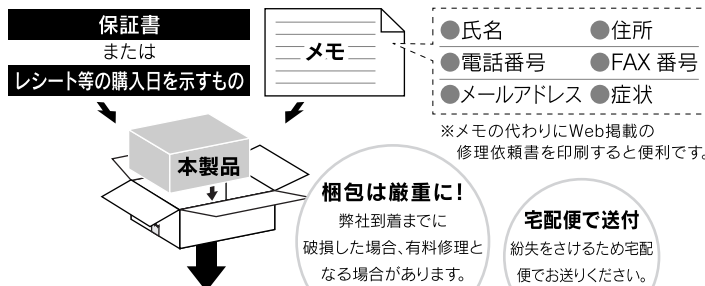 保証書
または
レシート等の購入日を示すもの
メモ
●氏名 ●住所
●電話番号 ●FAX 番号
●メールアドレス ●症状
※メモの代わりにWeb掲載の
修理依頼書を印刷すると便利です。
本製品
梱包は厳重に!
弊社到着までに
破損した場合、有料修理と
なる場合があります。
宅配便で送付
紛失をさけるため宅配
便でお送りください。